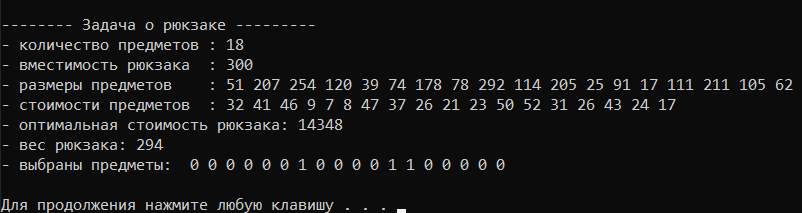 -------- Задача о рюкзаке ---------
- количество предметов : 18
- вместимость рюкзака  : 300
- размеры предметов    : 51 207 254 120 39 74 178 78 292 114 205 25 91 17 111 211 105 62
- стоимости предметов  : 32 41 46 9 7 8 47 37 26 21 23 50 52 31 26 43 24 17
- оптимальная стоимость рюкзака: 14348
- вес рюкзака: 294
- выбраны предметы:  0 0 0 0 0 0 1 0 0 0 0 1 1 0 0 0 0 0
Для продолжения нажмите любую клавишу . . .